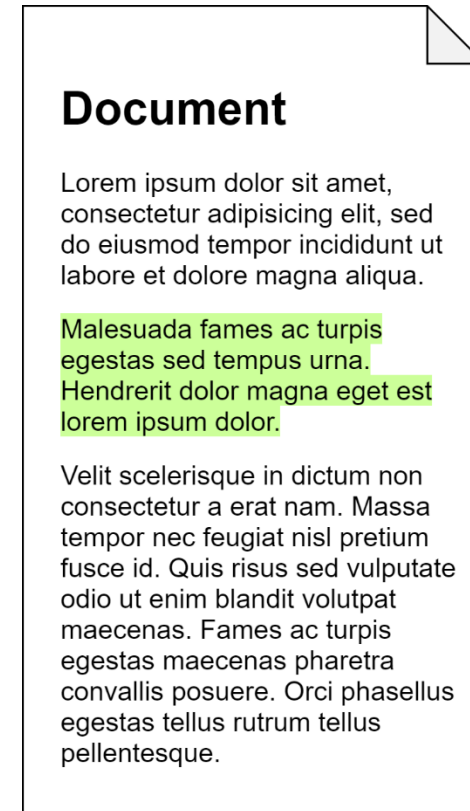 Document
Lorem ipsum dolor sit amet,
consectetur adipisicing elit, sed
do eiusmod tempor incididunt ut
labore et dolore magna aliqua.
Malesuada fames ac turpis
egestas sed tempus urna.
Hendrerit dolor magna eget est
lorem ipsum dolor.
Velit scelerisque in dictum non
consectetur a erat nam. Massa
tempor nec feugiat nisl pretium
fusce id. Quis risus sed vulputate
odio ut enim blandit volutpat
maecenas. Fames ac turpis
egestas maecenas pharetra
convallis posuere. Orci phasellus
egestas tellus rutrum tellus
pellentesque.